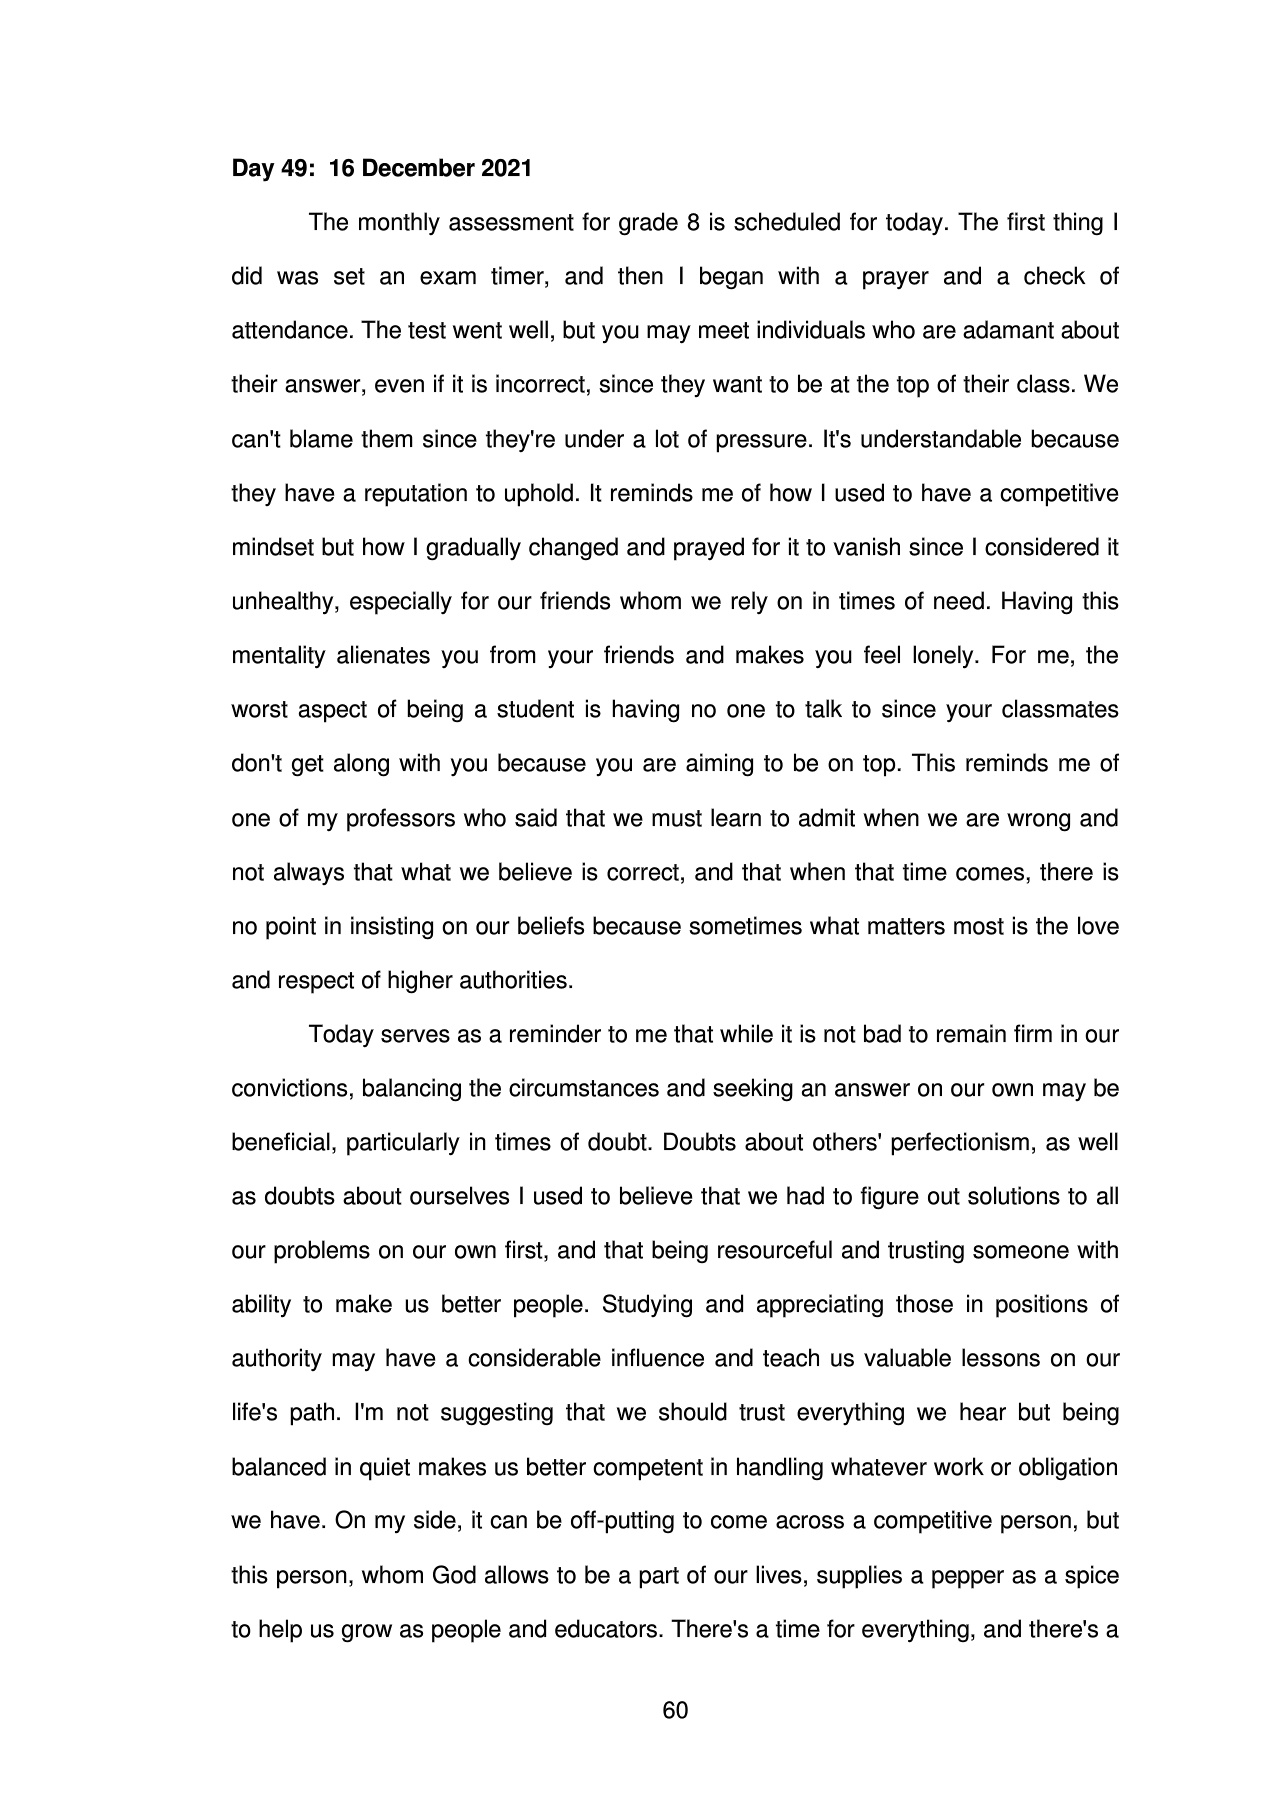 Day 49:  16 December 2021
The monthly assessment for grade 8 is scheduled for today. The first thing I
did was set an exam timer, and then I began with a prayer and a check of
attendance. The test went well, but you may meet individuals who are adamant about
their answer, even if it is incorrect, since they want to be at the top of their class. We
can't blame them since they're under a lot of pressure. It's understandable because
they have a reputation to uphold. It reminds me of how I used to have a competitive
mindset but how I gradually changed and prayed for it to vanish since I considered it
unhealthy, especially for our friends whom we rely on in times of need. Having this
mentality alienates you from your friends and makes you feel lonely. For me, the
worst aspect of being a student is having no one to talk to since your classmates
don't get along with you because you are aiming to be on top. This reminds me of
one of my professors who said that we must learn to admit when we are wrong and
not always that what we believe is correct, and that when that time comes, there is
no point in insisting on our beliefs because sometimes what matters most is the love
and respect of higher authorities.
Today serves as a reminder to me that while it is not bad to remain firm in our
convictions, balancing the circumstances and seeking an answer on our own may be
beneficial, particularly in times of doubt. Doubts about others' perfectionism, as well
as doubts about ourselves I used to believe that we had to figure out solutions to all
our problems on our own first, and that being resourceful and trusting someone with
ability to make us better people. Studying and appreciating those in positions of
authority may have a considerable influence and teach us valuable lessons on our
life's path. I'm not suggesting that we should trust everything we hear but being
balanced in quiet makes us better competent in handling whatever work or obligation
we have. On my side, it can be off-putting to come across a competitive person, but
this person, whom God allows to be a part of our lives, supplies a pepper as a spice
to help us grow as people and educators. There's a time for everything, and there's a
60